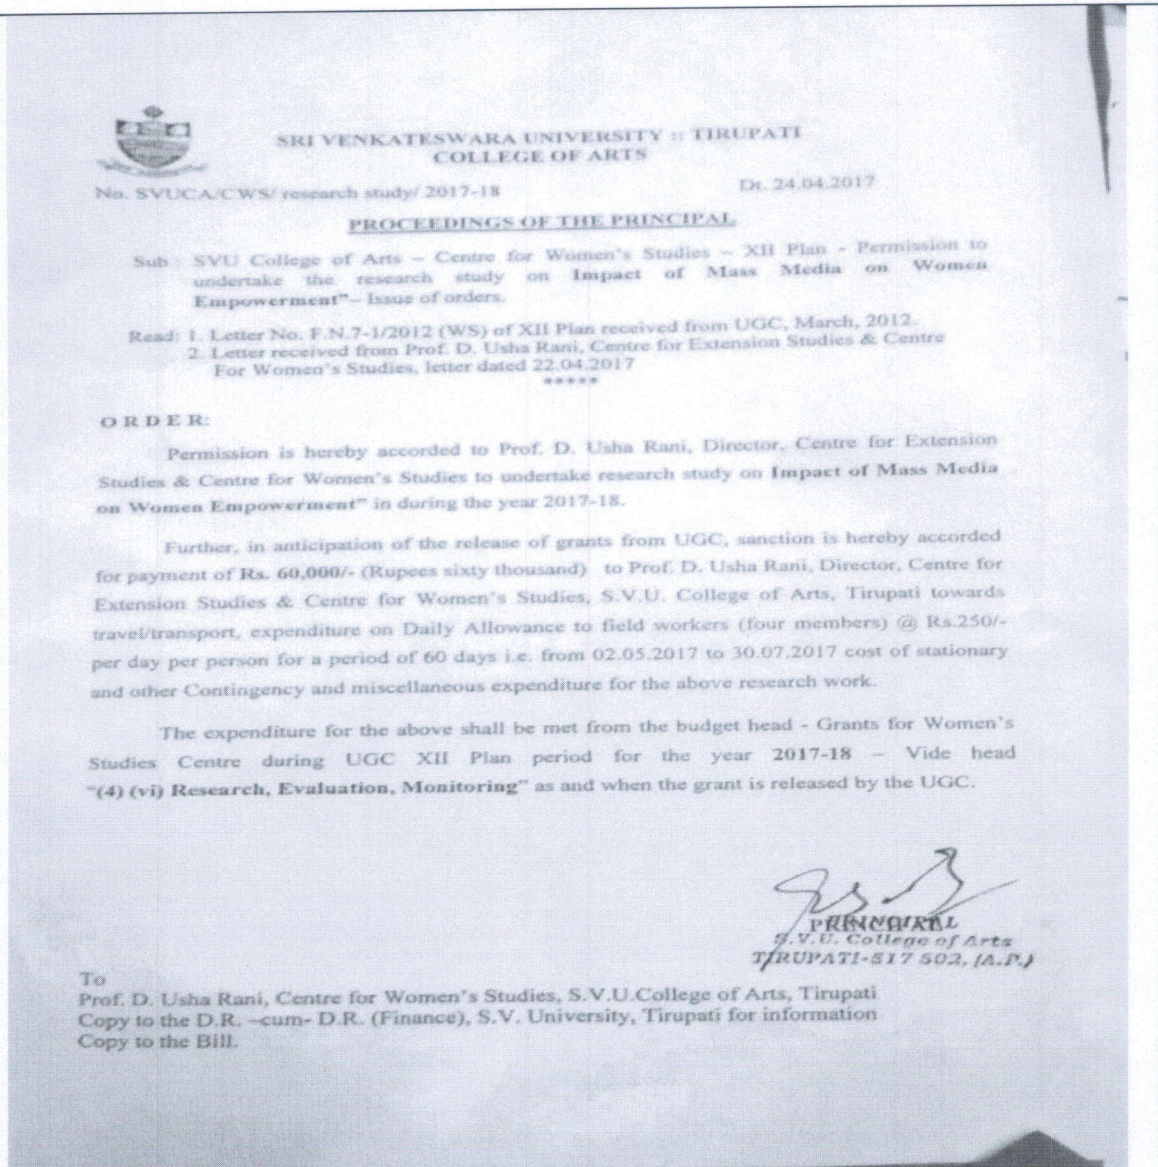 SRI VENKATESWARA UNIVERSITY :: TIRUPATI
COLLEGE OF ARTS
No. SVUCA/CWS/ research study/ 2017-18 Dt. 24.04.2017
PROCEEDINGS OF THE PRINCIPAL
Sub : SVU College of Arts – Centre for Women's Studies – XII Plan - Permission to
undertake the research study on Impact of Mass Media on Women
Empowerment"– Issue of orders.
Read: 1. Letter No. F.N.7-1/2012 (WS) of XII Plan received from UGC, March, 2012.
2. Letter received from Prof. D. Usha Rani, Centre for Extension Studies & Centre
For Women's Studies, letter dated 22.04.2017
*****
O R D E R:
Permission is hereby accorded to Prof. D. Usha Rani, Director, Centre for Extension
Studies & Centre for Women's Studies to undertake research study on Impact of Mass Media
on Women Empowerment" in during the year 2017-18.
Further, in anticipation of the release of grants from UGC, sanction is hereby accorded
for payment of Rs. 60,000/- (Rupees sixty thousand) to Prof. D. Usha Rani, Director, Centre for
Extension Studies & Centre for Women's Studies, S.V.U. College of Arts, Tirupati towards
travel/transport, expenditure on Daily Allowance to field workers (four members) @ Rs.250/-
per day per person for a period of 60 days i.e. from 02.05.2017 to 30.07.2017 cost of stationary
and other Contingency and miscellaneous expenditure for the above research work.
The expenditure for the above shall be met from the budget head - Grants for Women's
Studies Centre during UGC XII Plan period for the year 2017-18 – Vide head
"(4) (vi) Research, Evaluation, Monitoring" as and when the grant is released by the UGC.
PRINCIPAL
PRINCIPAL
S.V.U. College of Arts
TIRUPATI-517 502, (A.P.)
To
Prof. D. Usha Rani, Centre for Women's Studies, S.V.U.College of Arts, Tirupati
Copy to the D.R. –cum- D.R. (Finance), S.V. University, Tirupati for information
Copy to the Bill.